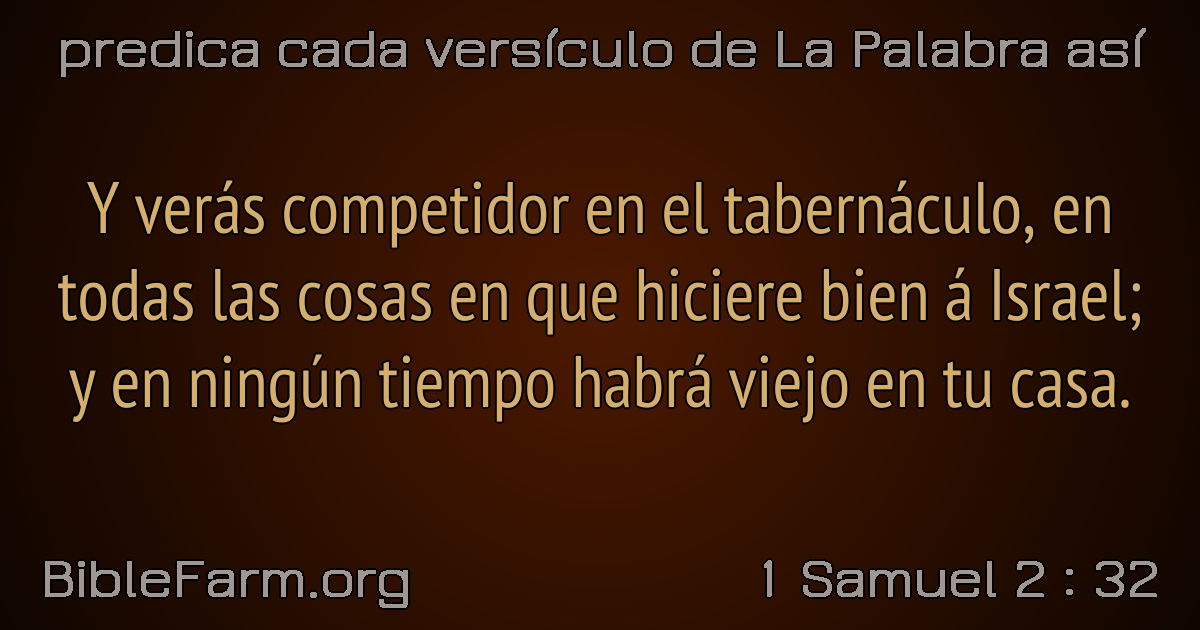 predica cada versículo de La Palabra así
Y verás competidor en el tabernáculo, en
todas las cosas en que hiciere bien á Israel;
y en ningún tiempo habrá viejo en tu casa.
BibleFarm.org
1 Samuel 2 : 32